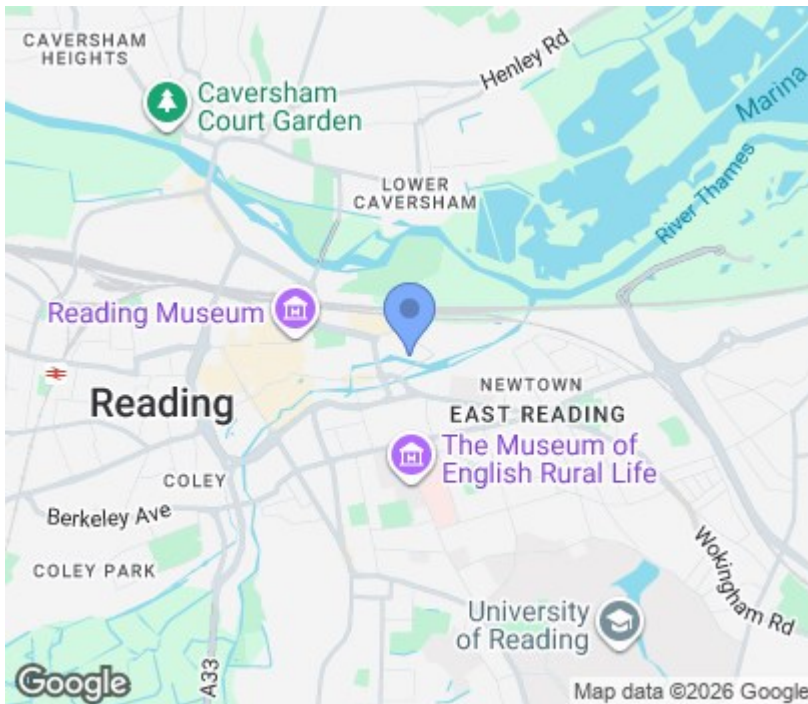 CAVERSHAM
HEIGHTS
Henley Rd
Caversham
Court Garden
Marina
LOWER
CAVERSHAM
River Thames
Reading Museum
Reading
NEWTOWN
EAST READING
The Museum of
English Rural Life
COLEY
Berkeley Ave
Wokingham Rd
COLEY PARK
University
of Reading
A33
Google
Map data ©2026 Google